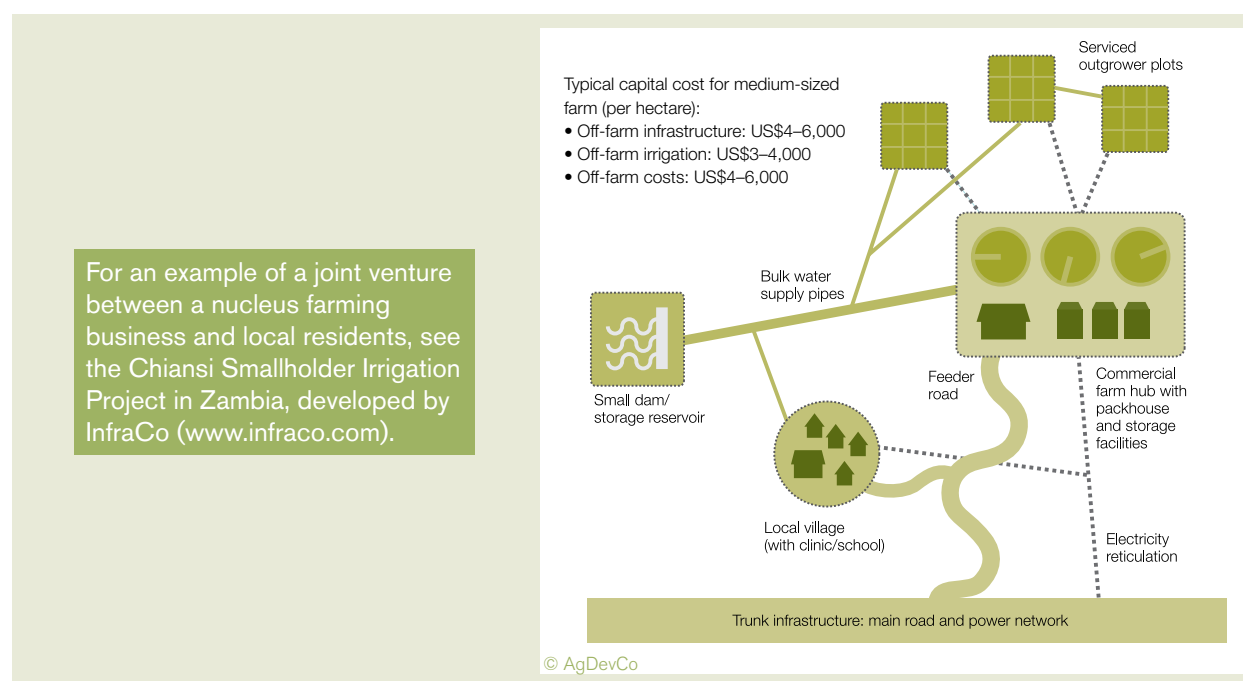 For an example of a joint venture
between a nucleus farming
business and local residents, see
the Chiansi Smallholder Irrigation
Project in Zambia, developed by
InfraCo (www.infraco.com).
Typical capital cost for medium-sized
farm (per hectare):
• Off-farm infrastructure: US$4–6,000
• Off-farm irrigation: US$3–4,000
• Off-farm costs: US$4–6,000
Serviced
outgrower plots
Bulk water
supply pipes
Small dam/
storage reservoir
Feeder
road
Commercial
farm hub with
packhouse
and storage
facilities
Local village
(with clinic/school)
Electricity
reticulation
Trunk infrastructure: main road and power network
© AgDevCo